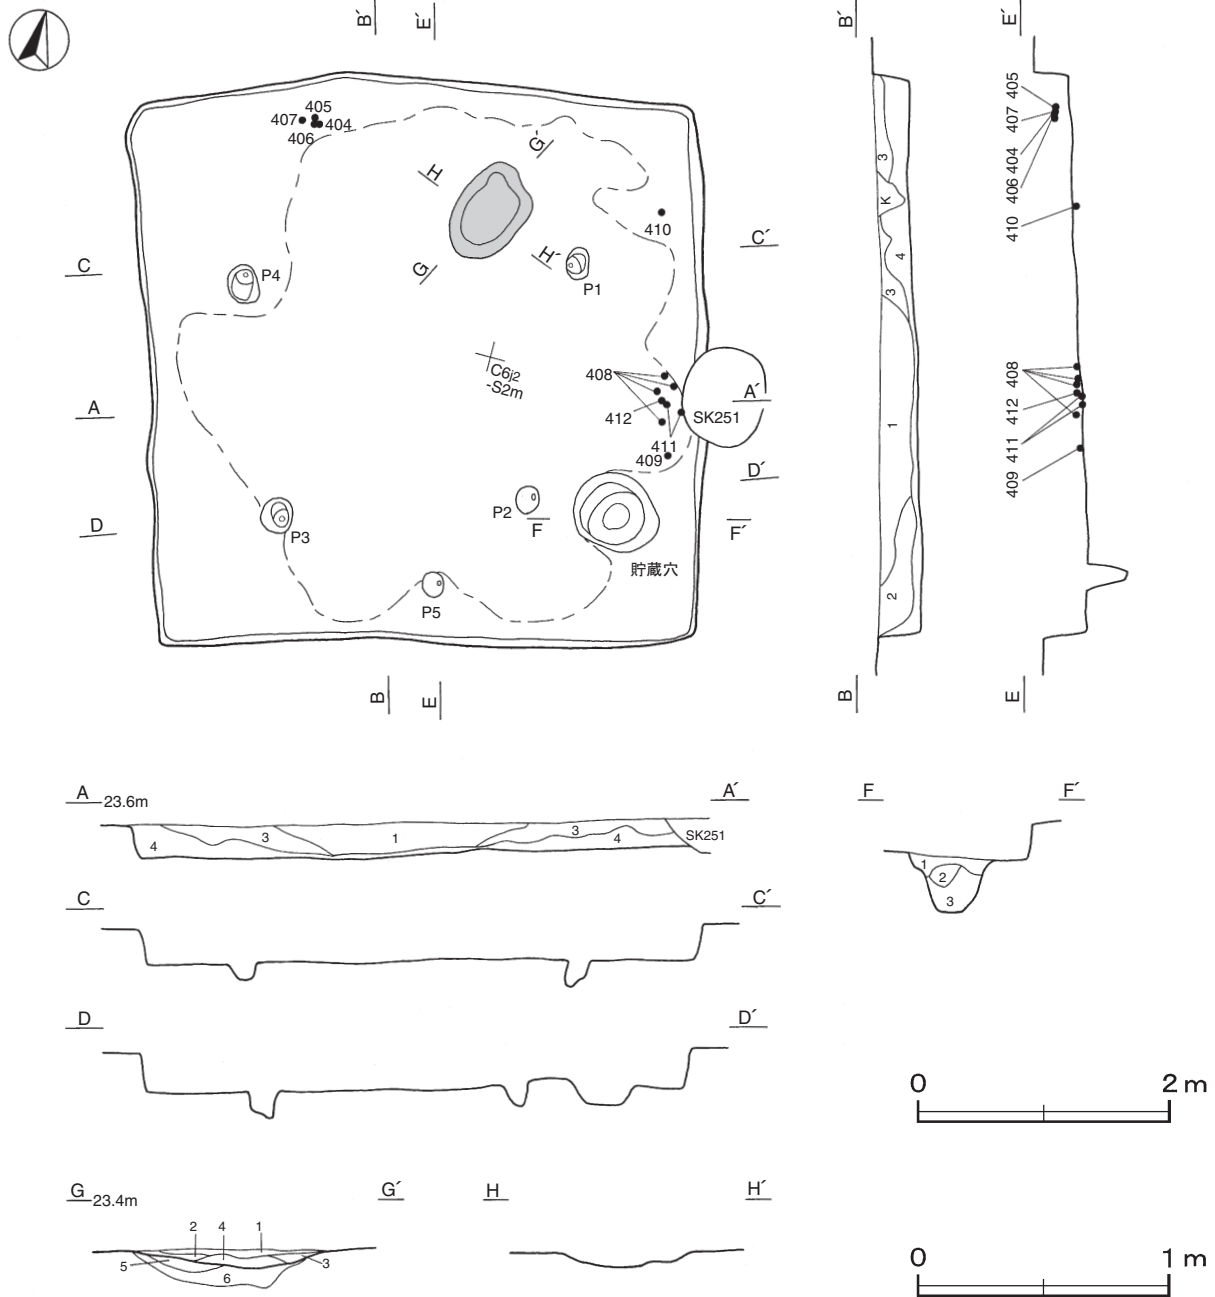 B´
E´
B´
E´
405
407
404
406
G´
H
410
H´
G
C
C´
P4
P1
C6j2
-S2m
408
412
411
409
A
A´
SK251
D´
D
P2
F
F´
P3
貯蔵穴
P5
B
E
3
K
4
3
1
2
B
405
407
404
406
410
408
412
411
409
E
A 23.6m
A´
4
3
1
3
4
SK251
F
F´
1
2
3
C
C´
D
D´
0 2 m
G 23.4m
G´
2 4 1
5
6
3
H
H´
0 1 m